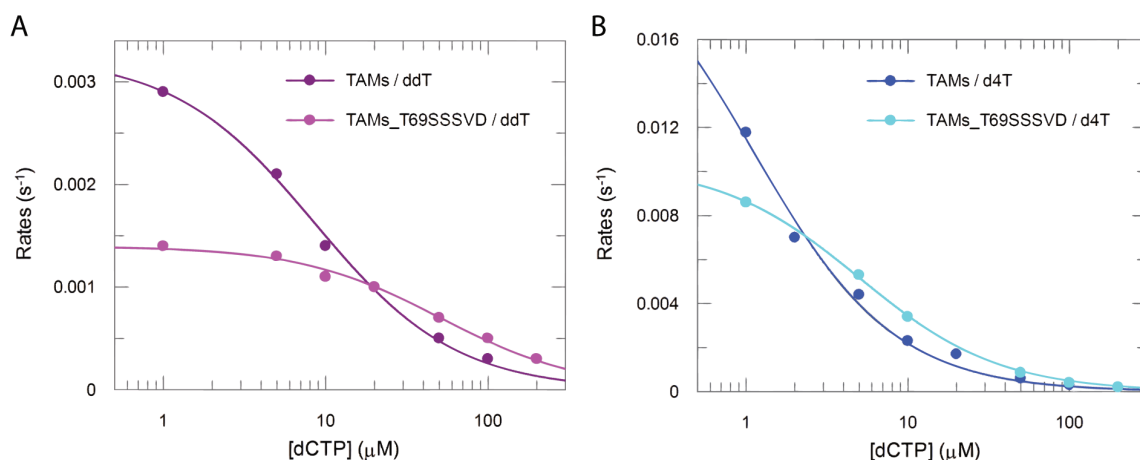 A
Rates (s-1)
0.003
0.002
0.001
0
TAMs / ddT
TAMs_T69SSSVD / ddT
1
10
100
[dCTP] (μM)
B
Rates (s-1)
0.016
0.012
0.008
0.004
0
TAMs / d4T
TAMs_T69SSSVD / d4T
1
10
100
[dCTP] (μM)